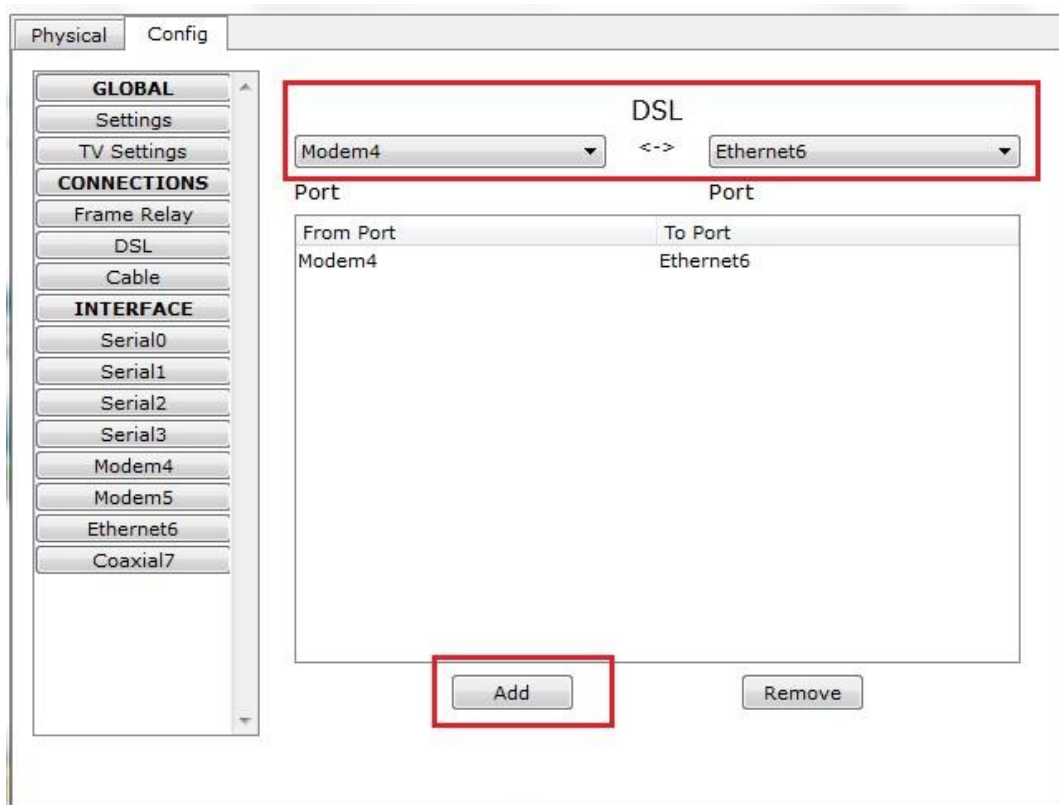 Physical Config
GLOBAL
Settings
TV Settings
CONNECTIONS
Frame Relay
DSL
Cable
INTERFACE
Serial0
Serial1
Serial2
Serial3
Modem4
Modem5
Ethernet6
Coaxial7
DSL
Modem4 <-> Ethernet6
Port Port
From Port To Port
Modem4 Ethernet6
Add Remove